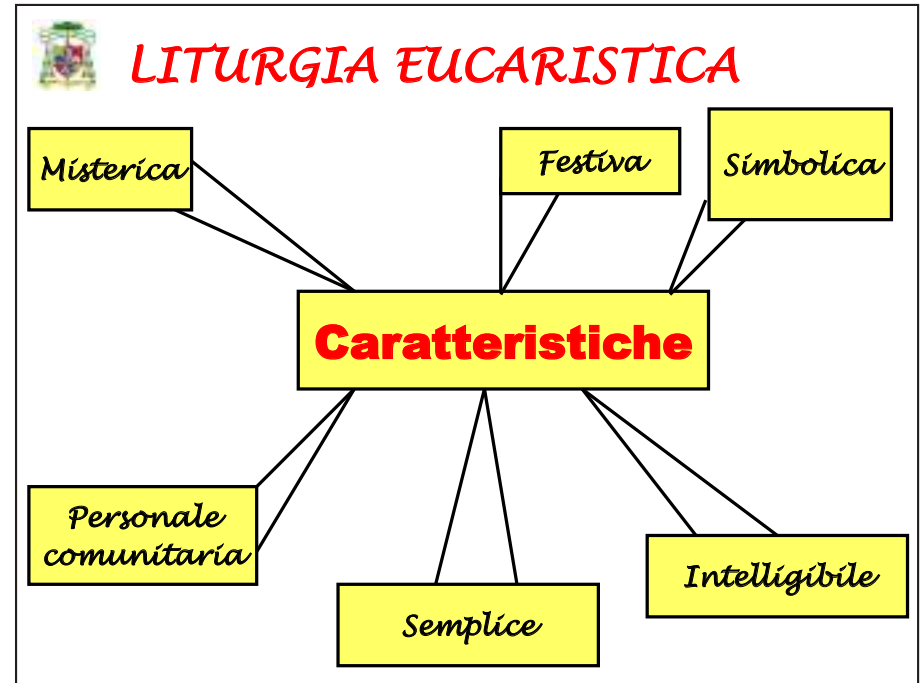 LITURGIA EUCARISTICA
Misterica
Festiva
Simbolica
Caratteristiche
Personale
comunitaria
Semplice
Intelligibile